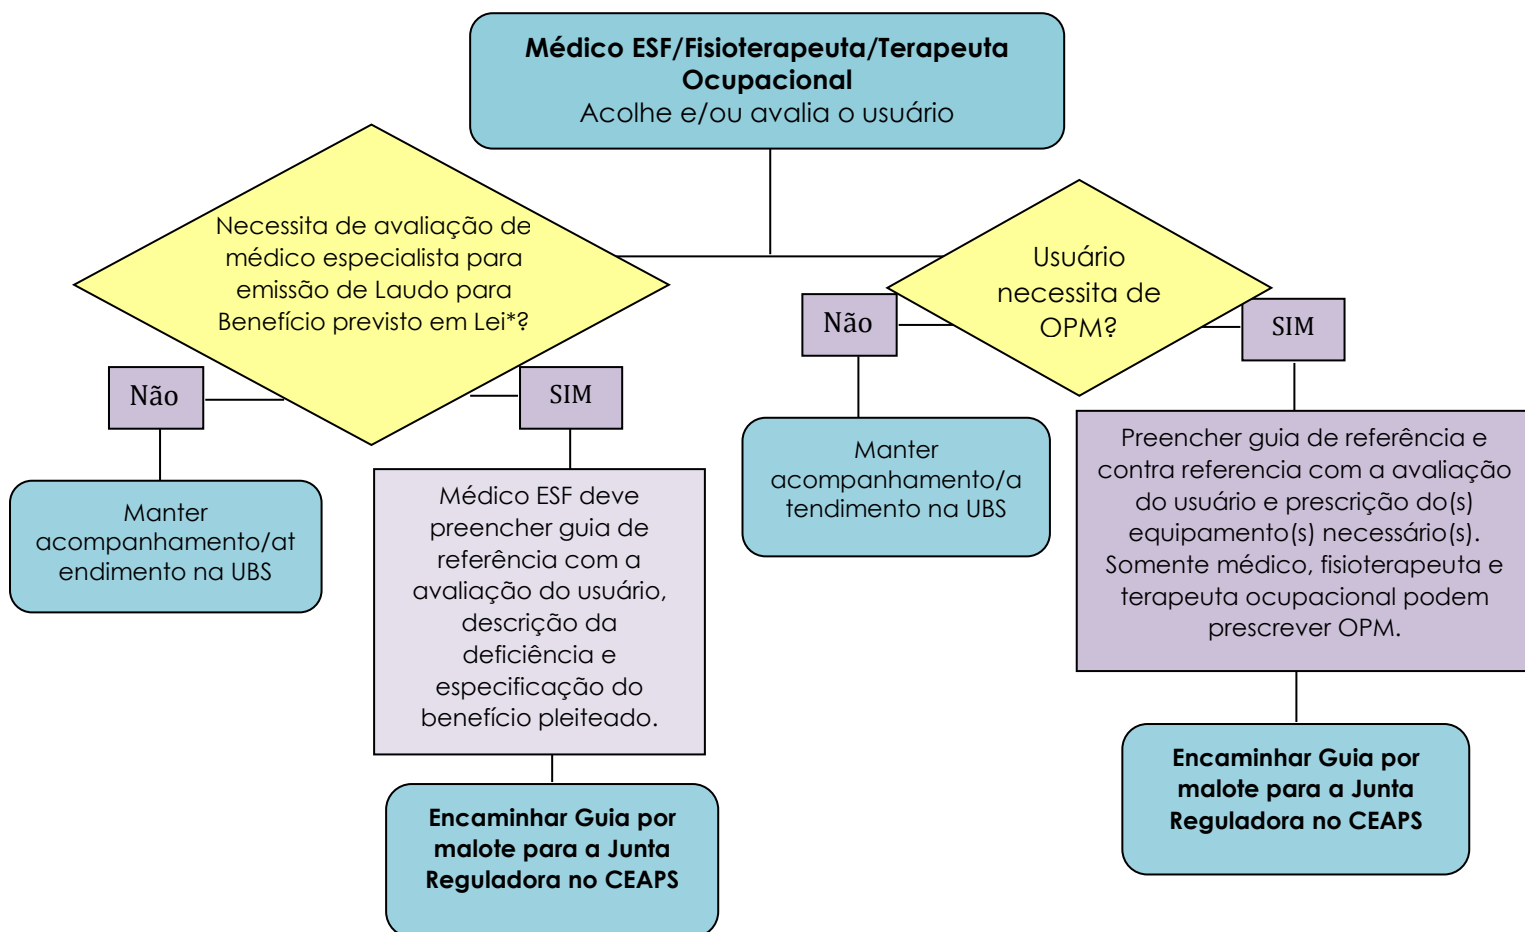 Médico ESF/Fisioterapeuta/Terapeuta
Ocupacional
Acolhe e/ou avalia o usuário
Necessita de avaliação de
médico especialista para
emissão de Laudo para
Benefício previsto em Lei*?
Não
SIM
Manter
acompanhamento/at
endimento na UBS
Médico ESF deve
preencher guia de
referência com a
avaliação do usuário,
descrição da
deficiência e
especificação do
benefício pleiteado.
Encaminhar Guia por
malote para a Junta
Reguladora no CEAPS
Usuário
necessita de
OPM?
Não
SIM
Manter
acompanhamento/a
tendimento na UBS
Preencher guia de referência e
contra referencia com a avaliação
do usuário e prescrição do(s)
equipamento(s) necessário(s).
Somente médico, fisioterapeuta e
terapeuta ocupacional podem
prescrever OPM.
Encaminhar Guia por
malote para a Junta
Reguladora no CEAPS